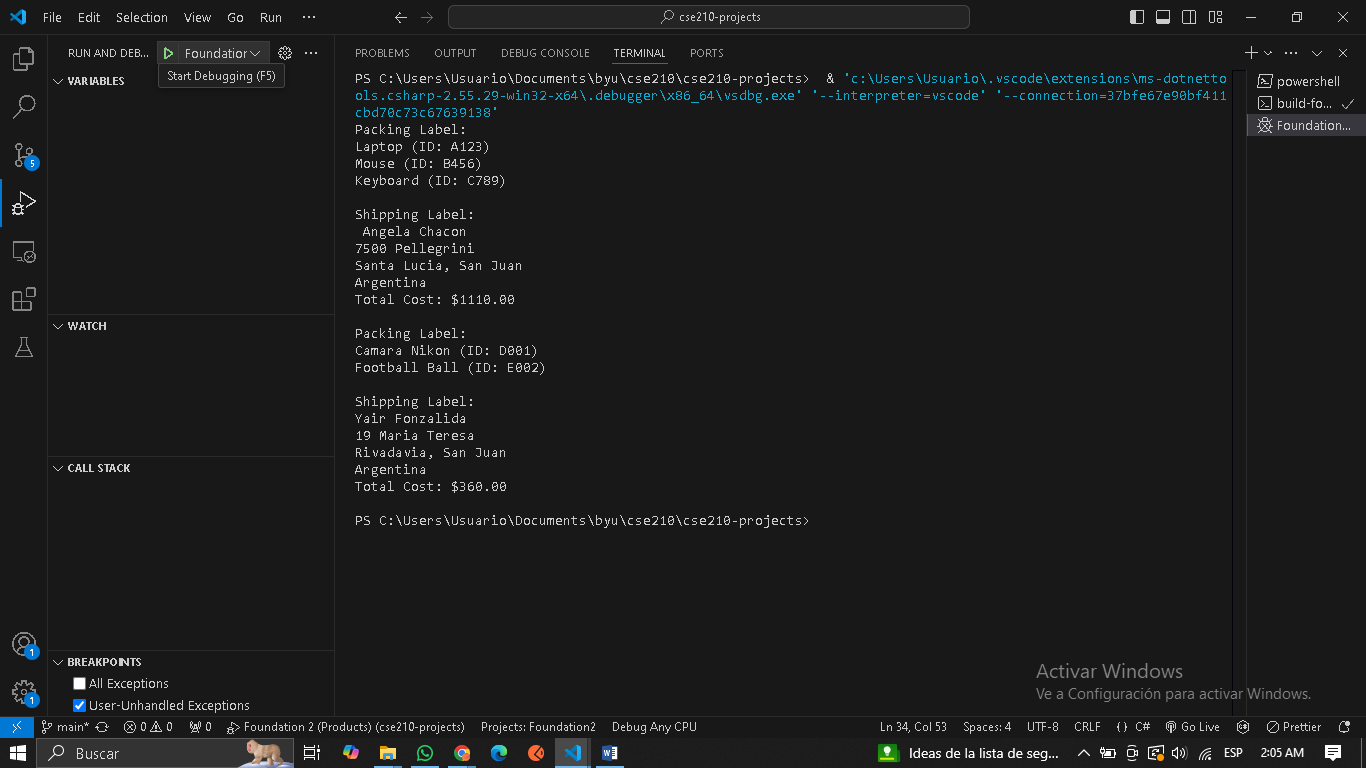 File Edit Selection View Go Run ···
cse210-projects
RUN AND DEB...
Foundation
Start Debugging (F5)
VARIABLES
WATCH
CALL STACK
BREAKPOINTS
All Exceptions
User-Unhandled Exceptions
5
1
1
PROBLEMS OUTPUT DEBUG CONSOLE TERMINAL PORTS
PS C:\Users\Usuario\Documents\byu\cse210\cse210-projects> & 'c:\Users\Usuario\.vscode\extensions\ms-dotnetto
ols.csharp-2.55.29-win32-x64\.debugger\x86_64\vsdbg.exe' '--interpreter=vscode' '--connection=37bfe67e90bf411
cbd70c73c67639138'
Packing Label:
Laptop (ID: A123)
Mouse (ID: B456)
Keyboard (ID: C789)
Shipping Label:
Angela Chacon
7500 Pellegrini
Santa Lucia, San Juan
Argentina
Total Cost: $1110.00
Packing Label:
Camara Nikon (ID: D001)
Football Ball (ID: E002)
Shipping Label:
Yair Fonzalida
19 Maria Teresa
Rivadavia, San Juan
Argentina
Total Cost: $360.00
PS C:\Users\Usuario\Documents\byu\cse210\cse210-projects>
powershell
build-fo...
Foundation...
Activar Windows
Ve a Configuración para activar Windows.
main* 0 0 0 Foundation 2 (Products) (cse210-projects) Projects: Foundation2 Debug Any CPU Ln 34, Col 53 Spaces: 4 UTF-8 CRLF {} C# Go Live Prettier
Buscar Ideas de la lista de seg... ESP 2:05 AM